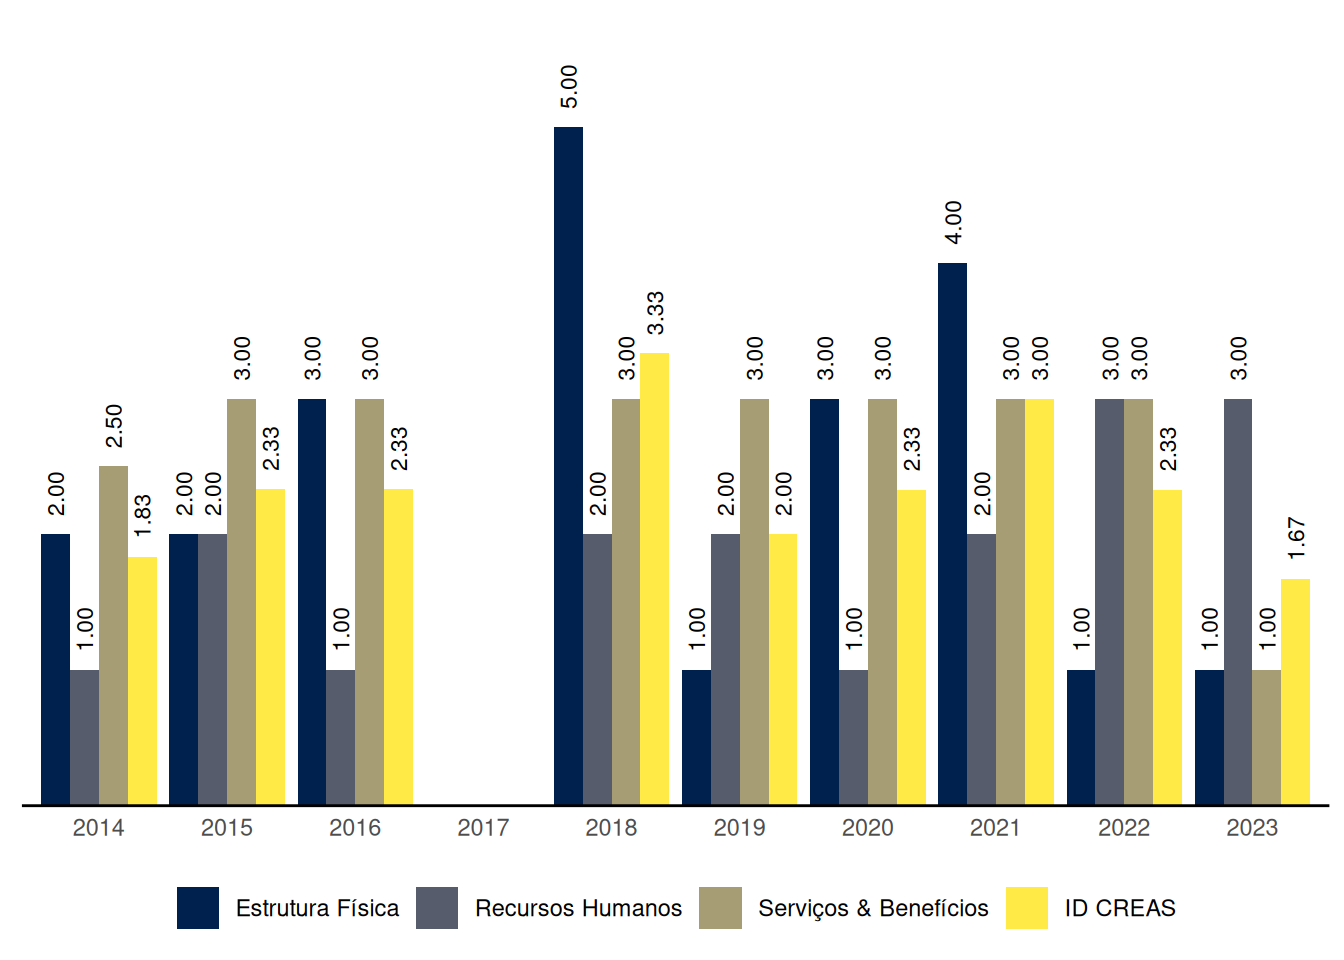 5.00
4.00
3.00 3.00 3.00 3.00 3.33 3.00 3.00 3.00 3.00 3.00 3.00 3.00 3.00
2.50 2.33 2.33 2.33 2.33
2.00 1.83 2.00 2.00 2.00 2.00 2.00 2.00 1.67
1.00 1.00 1.00 1.00 1.00 1.00 1.00
2014 2015 2016 2017 2018 2019 2020 2021 2022 2023
Estrutura Física Recursos Humanos Serviços & Benefícios ID CREAS